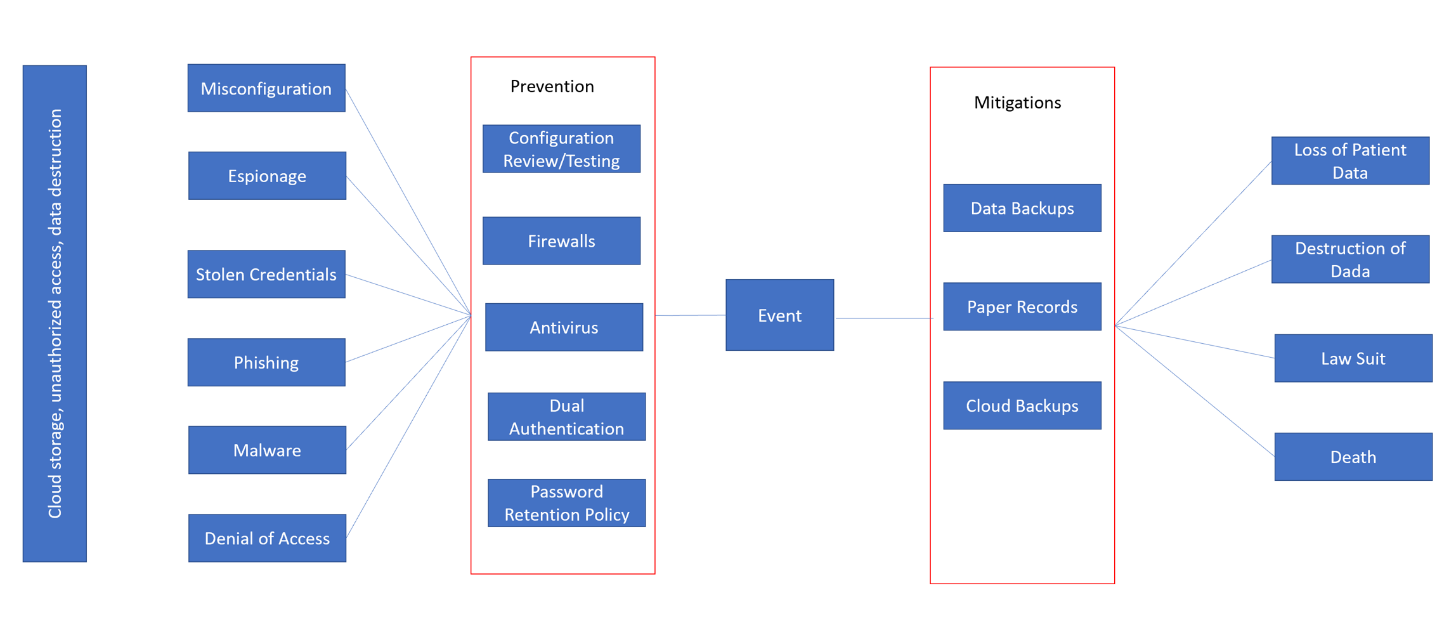 Cloud storage, unauthorized access, data destruction
Misconfiguration
Espionage
Stolen Credentials
Phishing
Malware
Denial of Access
Prevention
Configuration
Review/Testing
Firewalls
Antivirus
Dual
Authentication
Password
Retention Policy
Event
Mitigations
Data Backups
Paper Records
Cloud Backups
Loss of Patient
Data
Destruction of
Dada
Law Suit
Death